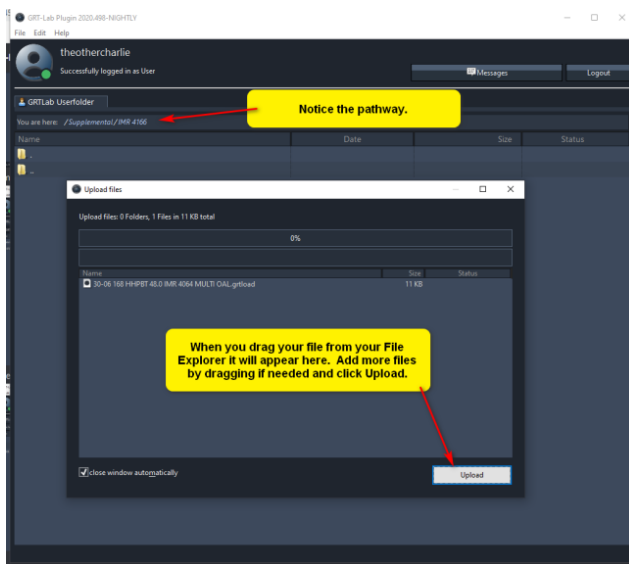 GRT-Lab Plugin 2020.498-NIGHTLY
File Edit Help
theothercharlie
Successfully logged in as User
Messages
Logout
GRTLab Userfolder
Notice the pathway.
You are here: /Supplemental/IMR 4166
Name Date Size Status
.
..
Upload files
Upload files: 0 Folders, 1 Files in 11 KB total
0%
Name Size Status
30-06 168 HHPBT 48.0 IMR 4064 MULTI OAL.grtload 11 KB
When you drag your file from your File
Explorer it will appear here. Add more files
by dragging if needed and click Upload.
close window automatically
Upload